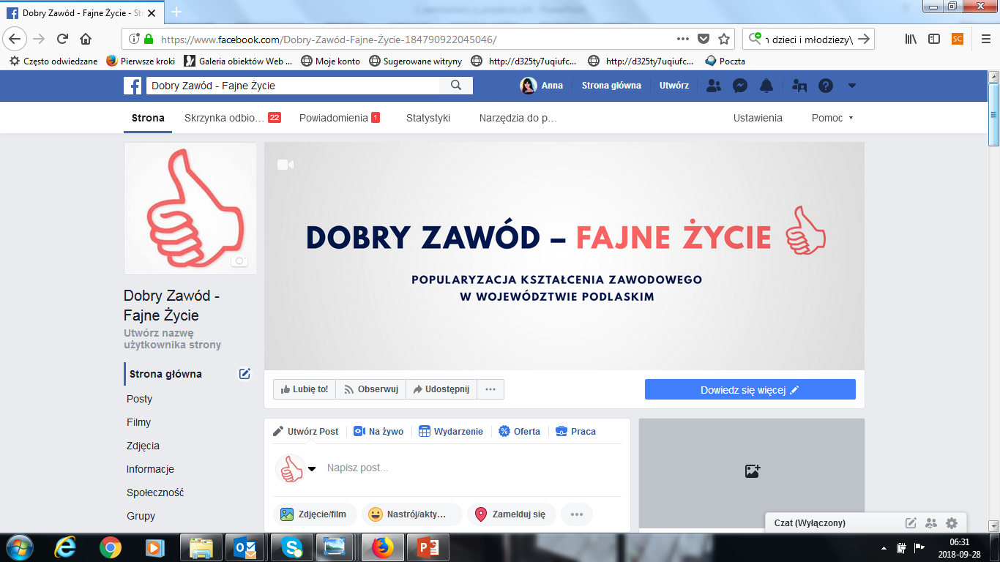 Dobry Zawód - Fajne Życie - St
https://www.facebook.com/Dobry-Zawód-Fajne-Życie-184790922045046/
dzieci i młodzieży\
Często odwiedzane
Pierwsze kroki
Galeria obiektów Web ...
Moje konto
Sugerowane witryny
http://d325ty7uqiufc...
http://d325ty7uqiufc...
Poczta
Dobry Zawód - Fajne Życie
Anna
Strona główna
Utwórz
Strona
Skrzynka odbio... 22
Powiadomienia 1
Statystyki
Narzędzia do p...
Ustawienia
Pomoc
DOBRY ZAWÓD – FAJNE ŻYCIE
POPULARYZACJA KSZTAŁCENIA ZAWODOWEGO
W WOJEWÓDZTWIE PODLASKIM
Dobry Zawód -
Fajne Życie
Utwórz nazwę
użytkownika strony
Strona główna
Posty
Filmy
Zdjęcia
Informacje
Społeczność
Grupy
Lubię to!
Obserwuj
Udostępnij
Dowiedz się więcej
Utwórz Post
Na żywo
Wydarzenie
Oferta
Praca
Napisz post...
Zdjęcie/film
Nastrój/akty...
Zamelduj się
Czat (Wyłączony)
06:31
2018-09-28